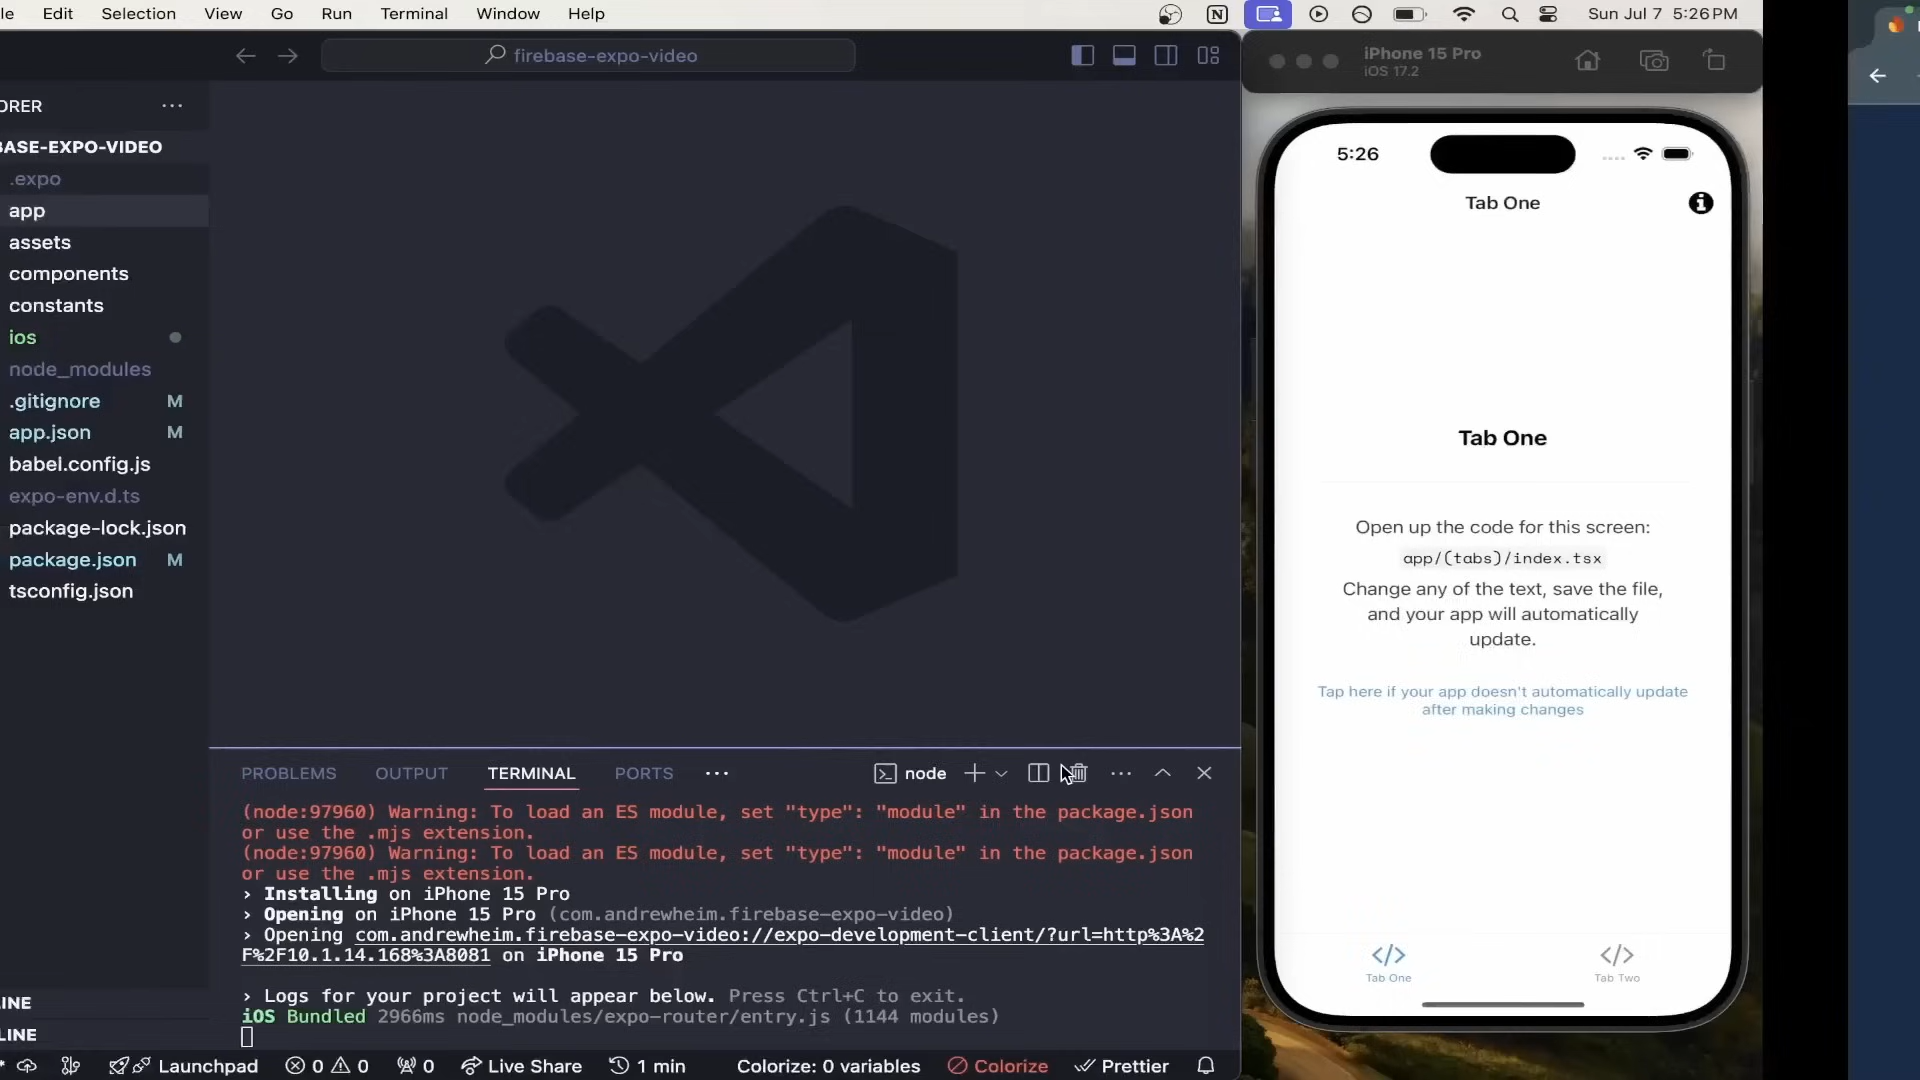 le Edit Selection View Go Run Terminal Window Help
Sun Jul 7 5:26 PM
firebase-expo-video
ORER
BASE-EXPO-VIDEO
.expo
app
assets
components
constants
ios
node_modules
.gitignore M
app.json M
babel.config.js
expo-env.d.ts
package-lock.json
package.json M
tsconfig.json
LINE
LINE
PROBLEMS OUTPUT TERMINAL PORTS
node
(node:97960) Warning: To load an ES module, set "type": "module" in the package.json
or use the .mjs extension.
(node:97960) Warning: To load an ES module, set "type": "module" in the package.json
or use the .mjs extension.
› Installing on iPhone 15 Pro
› Opening on iPhone 15 Pro (com.andrewheim.firebase-expo-video)
› Opening com.andrewheim.firebase-expo-video://expo-development-client/?url=http%3A%2
F%2F10.1.14.168%3A8081 on iPhone 15 Pro
› Logs for your project will appear below. Press Ctrl+C to exit.
iOS Bundled 2966ms node_modules/expo-router/entry.js (1144 modules)
Launchpad 0 0 0 Live Share 1 min Colorize: 0 variables Colorize Prettier
iPhone 15 Pro
iOS 17.2
5:26
Tab One
Tab One
Open up the code for this screen:
app/(tabs)/index.tsx
Change any of the text, save the file,
and your app will automatically
update.
Tap here if your app doesn't automatically update
after making changes
Tab One Tab Two